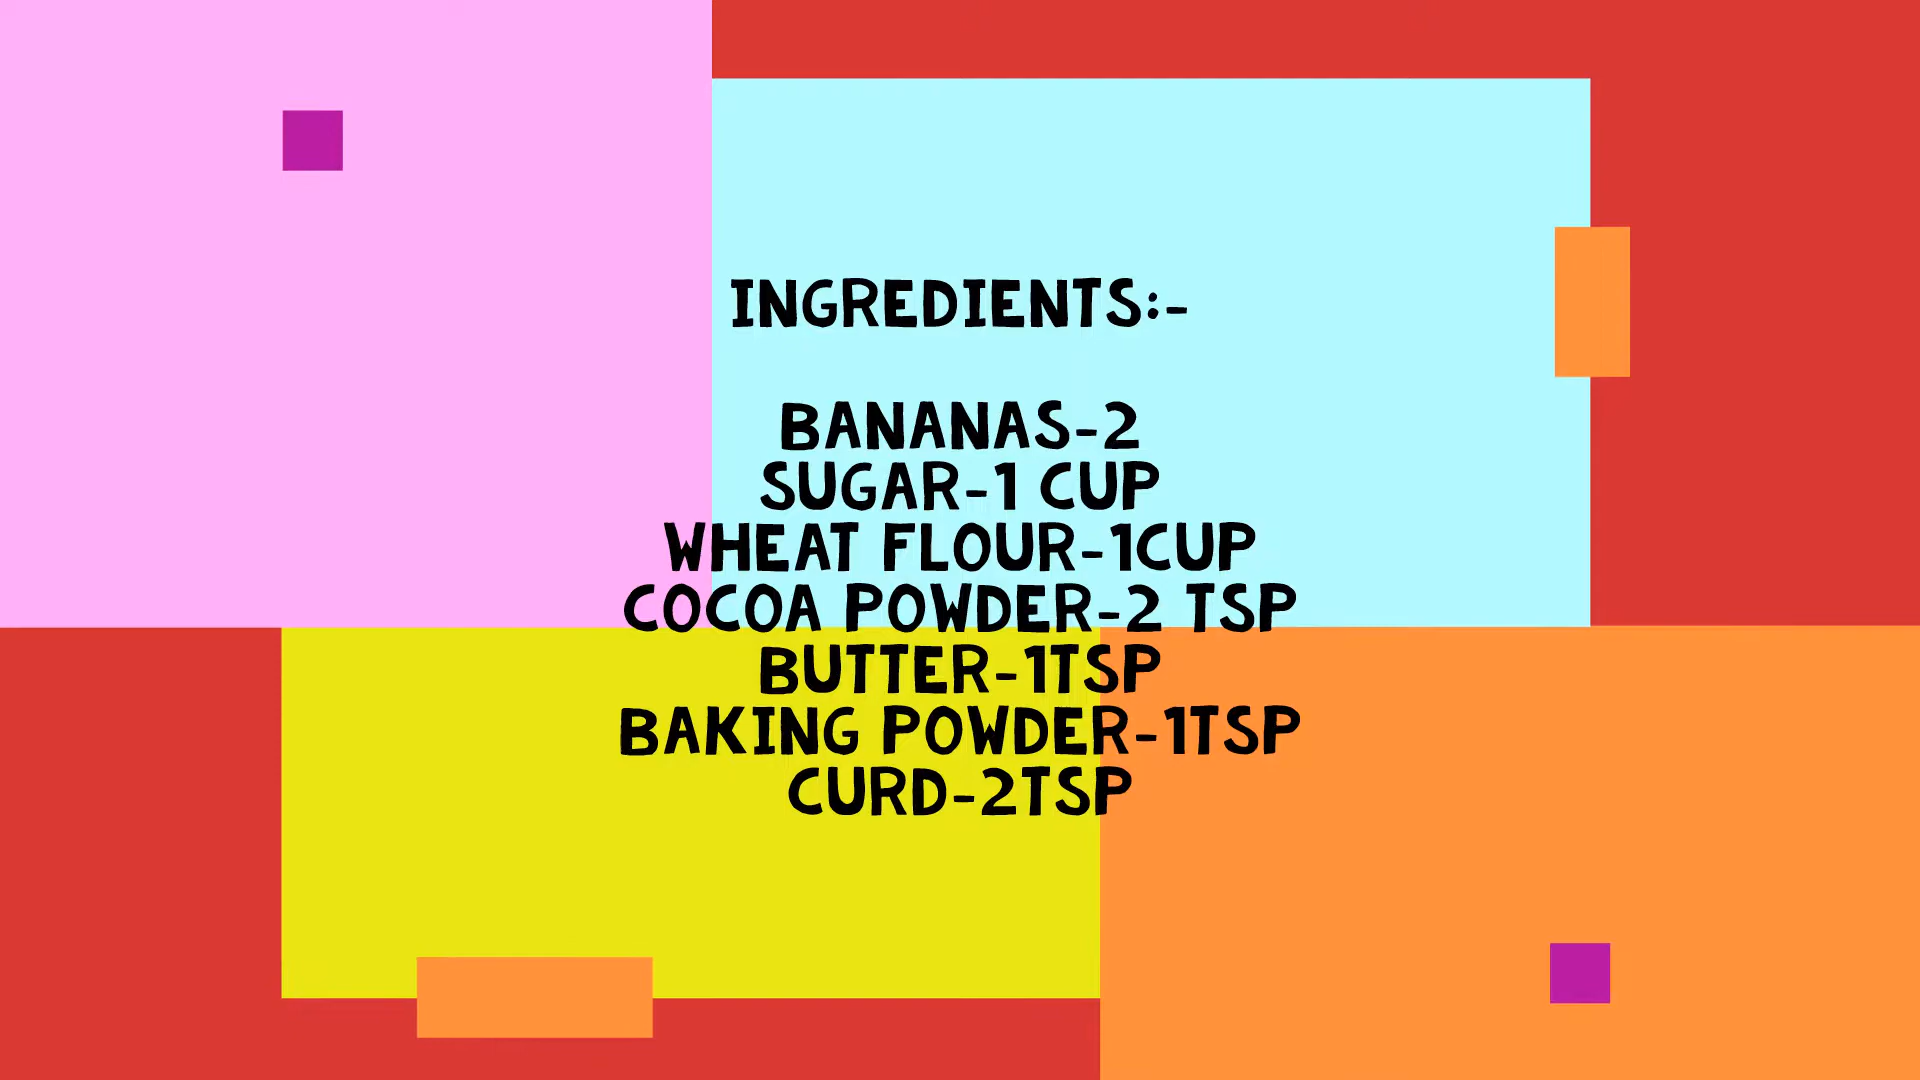 INGREDIENTS:-
BANANAS-2
SUGAR-1 CUP
WHEAT FLOUR-1CUP
COCOA POWDER-2 TSP
BUTTER-1TSP
BAKING POWDER-1TSP
CURD-2TSP